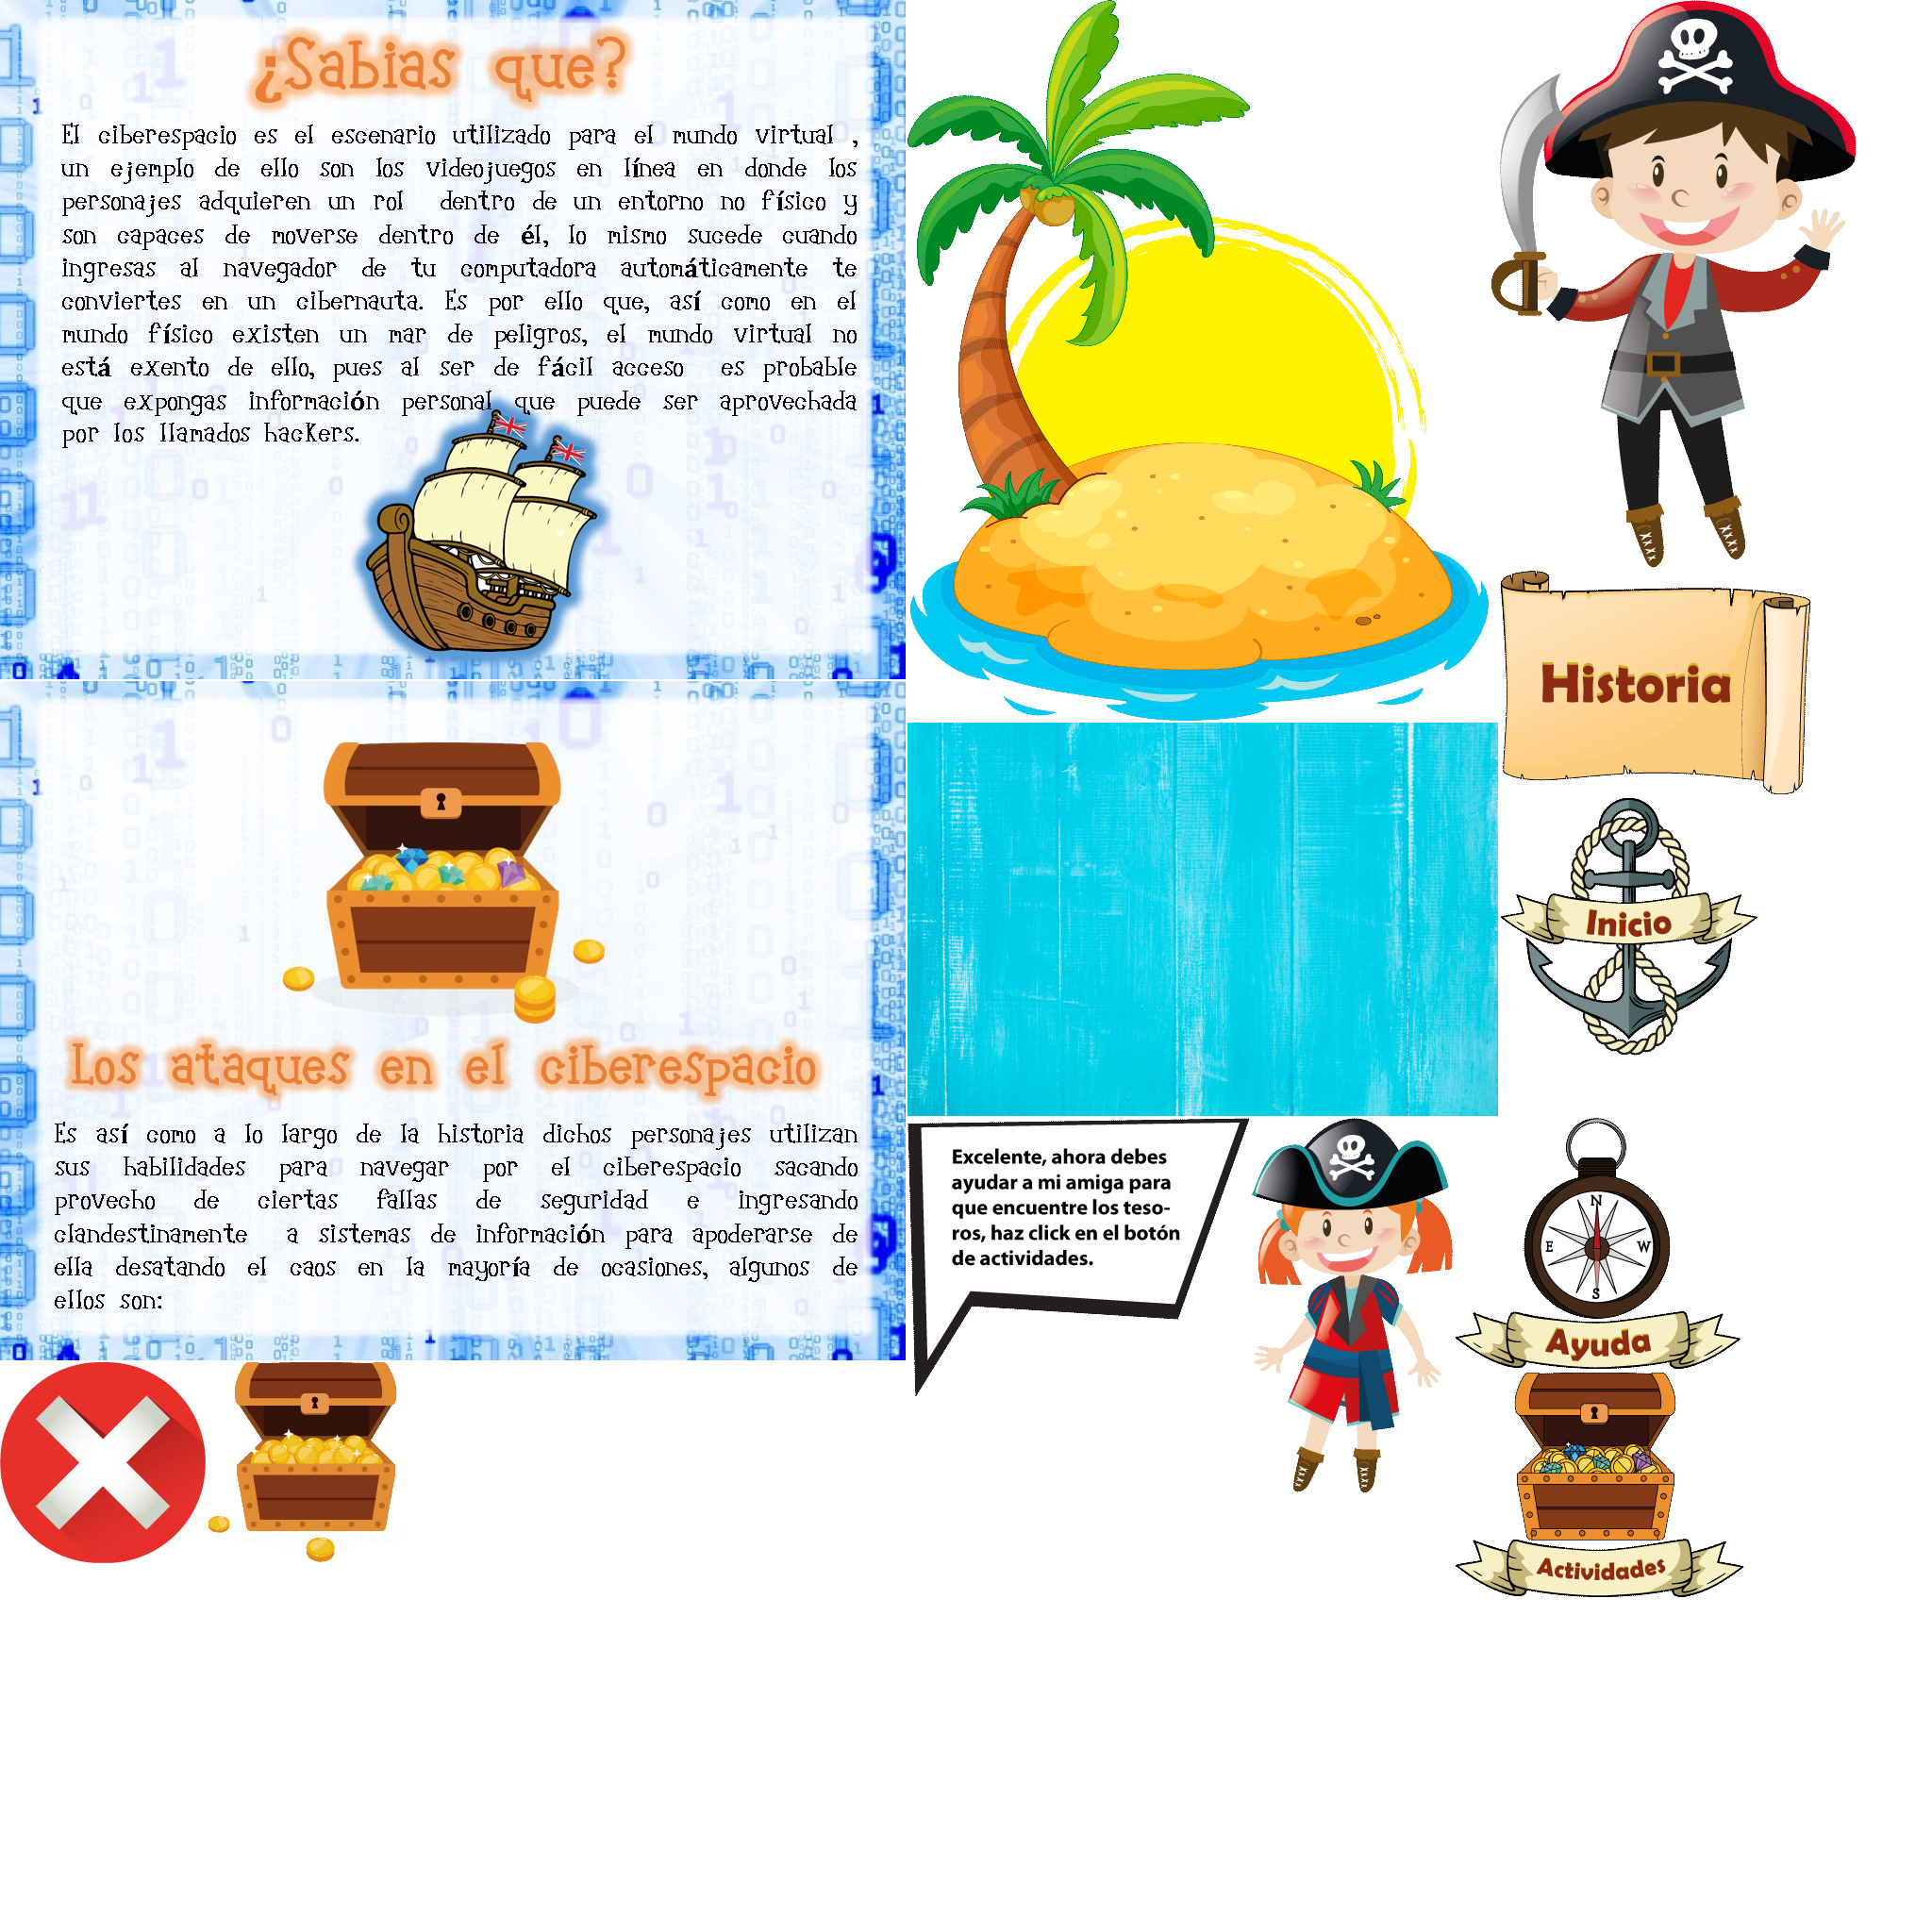 ¿Sabias que?
El ciberespacio es el escenario utilizado para el mundo virtual ,
un ejemplo de ello son los videojuegos en línea en donde los
personajes adquieren un rol dentro de un entorno no físico y
son capaces de moverse dentro de él, lo mismo sucede cuando
ingresas al navegador de tu computadora automáticamente te
conviertes en un cibernauta. Es por ello que, así como en el
mundo físico existen un mar de peligros, el mundo virtual no
está exento de ello, pues al ser de fácil acceso es probable
que expongas información personal que puede ser aprovechada
por los llamados hackers.
Los ataques en el ciberespacio
Es así como a lo largo de la historia dichos personajes utilizan
sus habilidades para navegar por el ciberespacio sacando
provecho de ciertas fallas de seguridad e ingresando
clandestinamente a sistemas de información para apoderarse de
ella desatando el caos en la mayoría de ocasiones, algunos de
ellos son:
Historia
Inicio
Excelente, ahora debes
ayudar a mi amiga para
que encuentre los teso-
ros, haz click en el botón
de actividades.
N
E W
S
Ayuda
Actividades